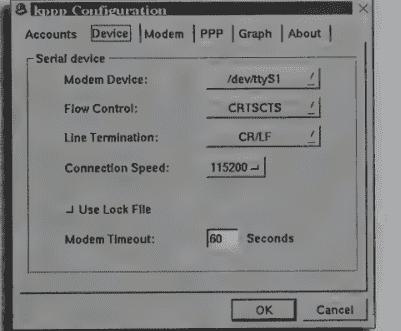 kppp Configuration
Accounts Device Modem PPP Graph About
Serial device
Modem Device: /dev/ttyS1
Flow Control: CRTSCTS
Line Termination: CR/LF
Connection Speed: 115200
Use Lock File
Modem Timeout: 60 Seconds
OK Cancel